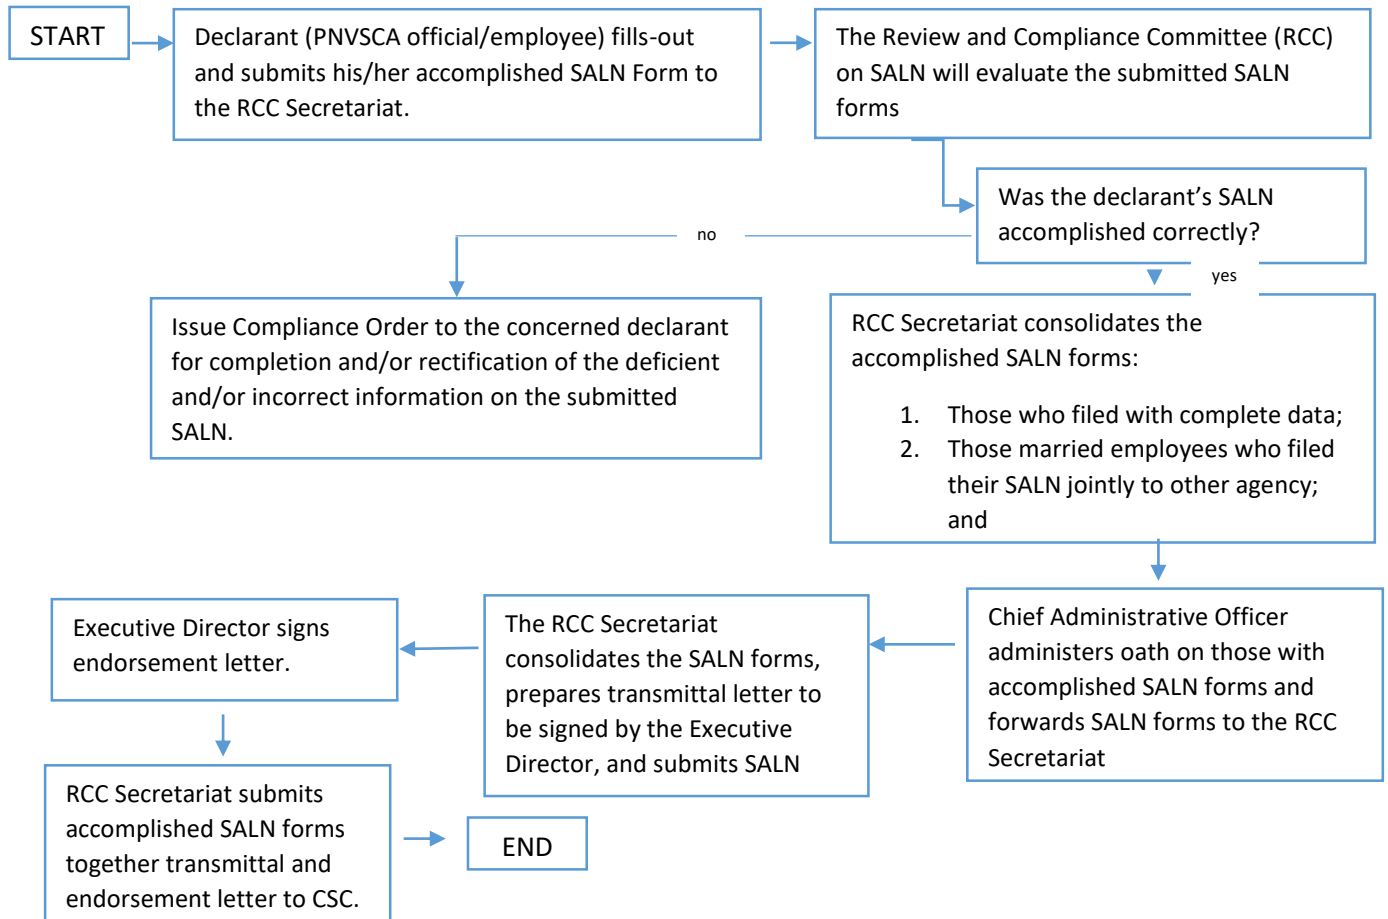 START
Declarant (PNVSCA official/employee) fills-out
and submits his/her accomplished SALN Form to
the RCC Secretariat.
The Review and Compliance Committee (RCC)
on SALN will evaluate the submitted SALN
forms
Was the declarant’s SALN
accomplished correctly?
no
yes
Issue Compliance Order to the concerned declarant
for completion and/or rectification of the deficient
and/or incorrect information on the submitted
SALN.
RCC Secretariat consolidates the
accomplished SALN forms:
1. Those who filed with complete data;
2. Those married employees who filed
their SALN jointly to other agency;
and
Chief Administrative Officer
administers oath on those with
accomplished SALN forms and
forwards SALN forms to the RCC
Secretariat
The RCC Secretariat
consolidates the SALN forms,
prepares transmittal letter to
be signed by the Executive
Director, and submits SALN
Executive Director signs
endorsement letter.
RCC Secretariat submits
accomplished SALN forms
together transmittal and
endorsement letter to CSC.
END